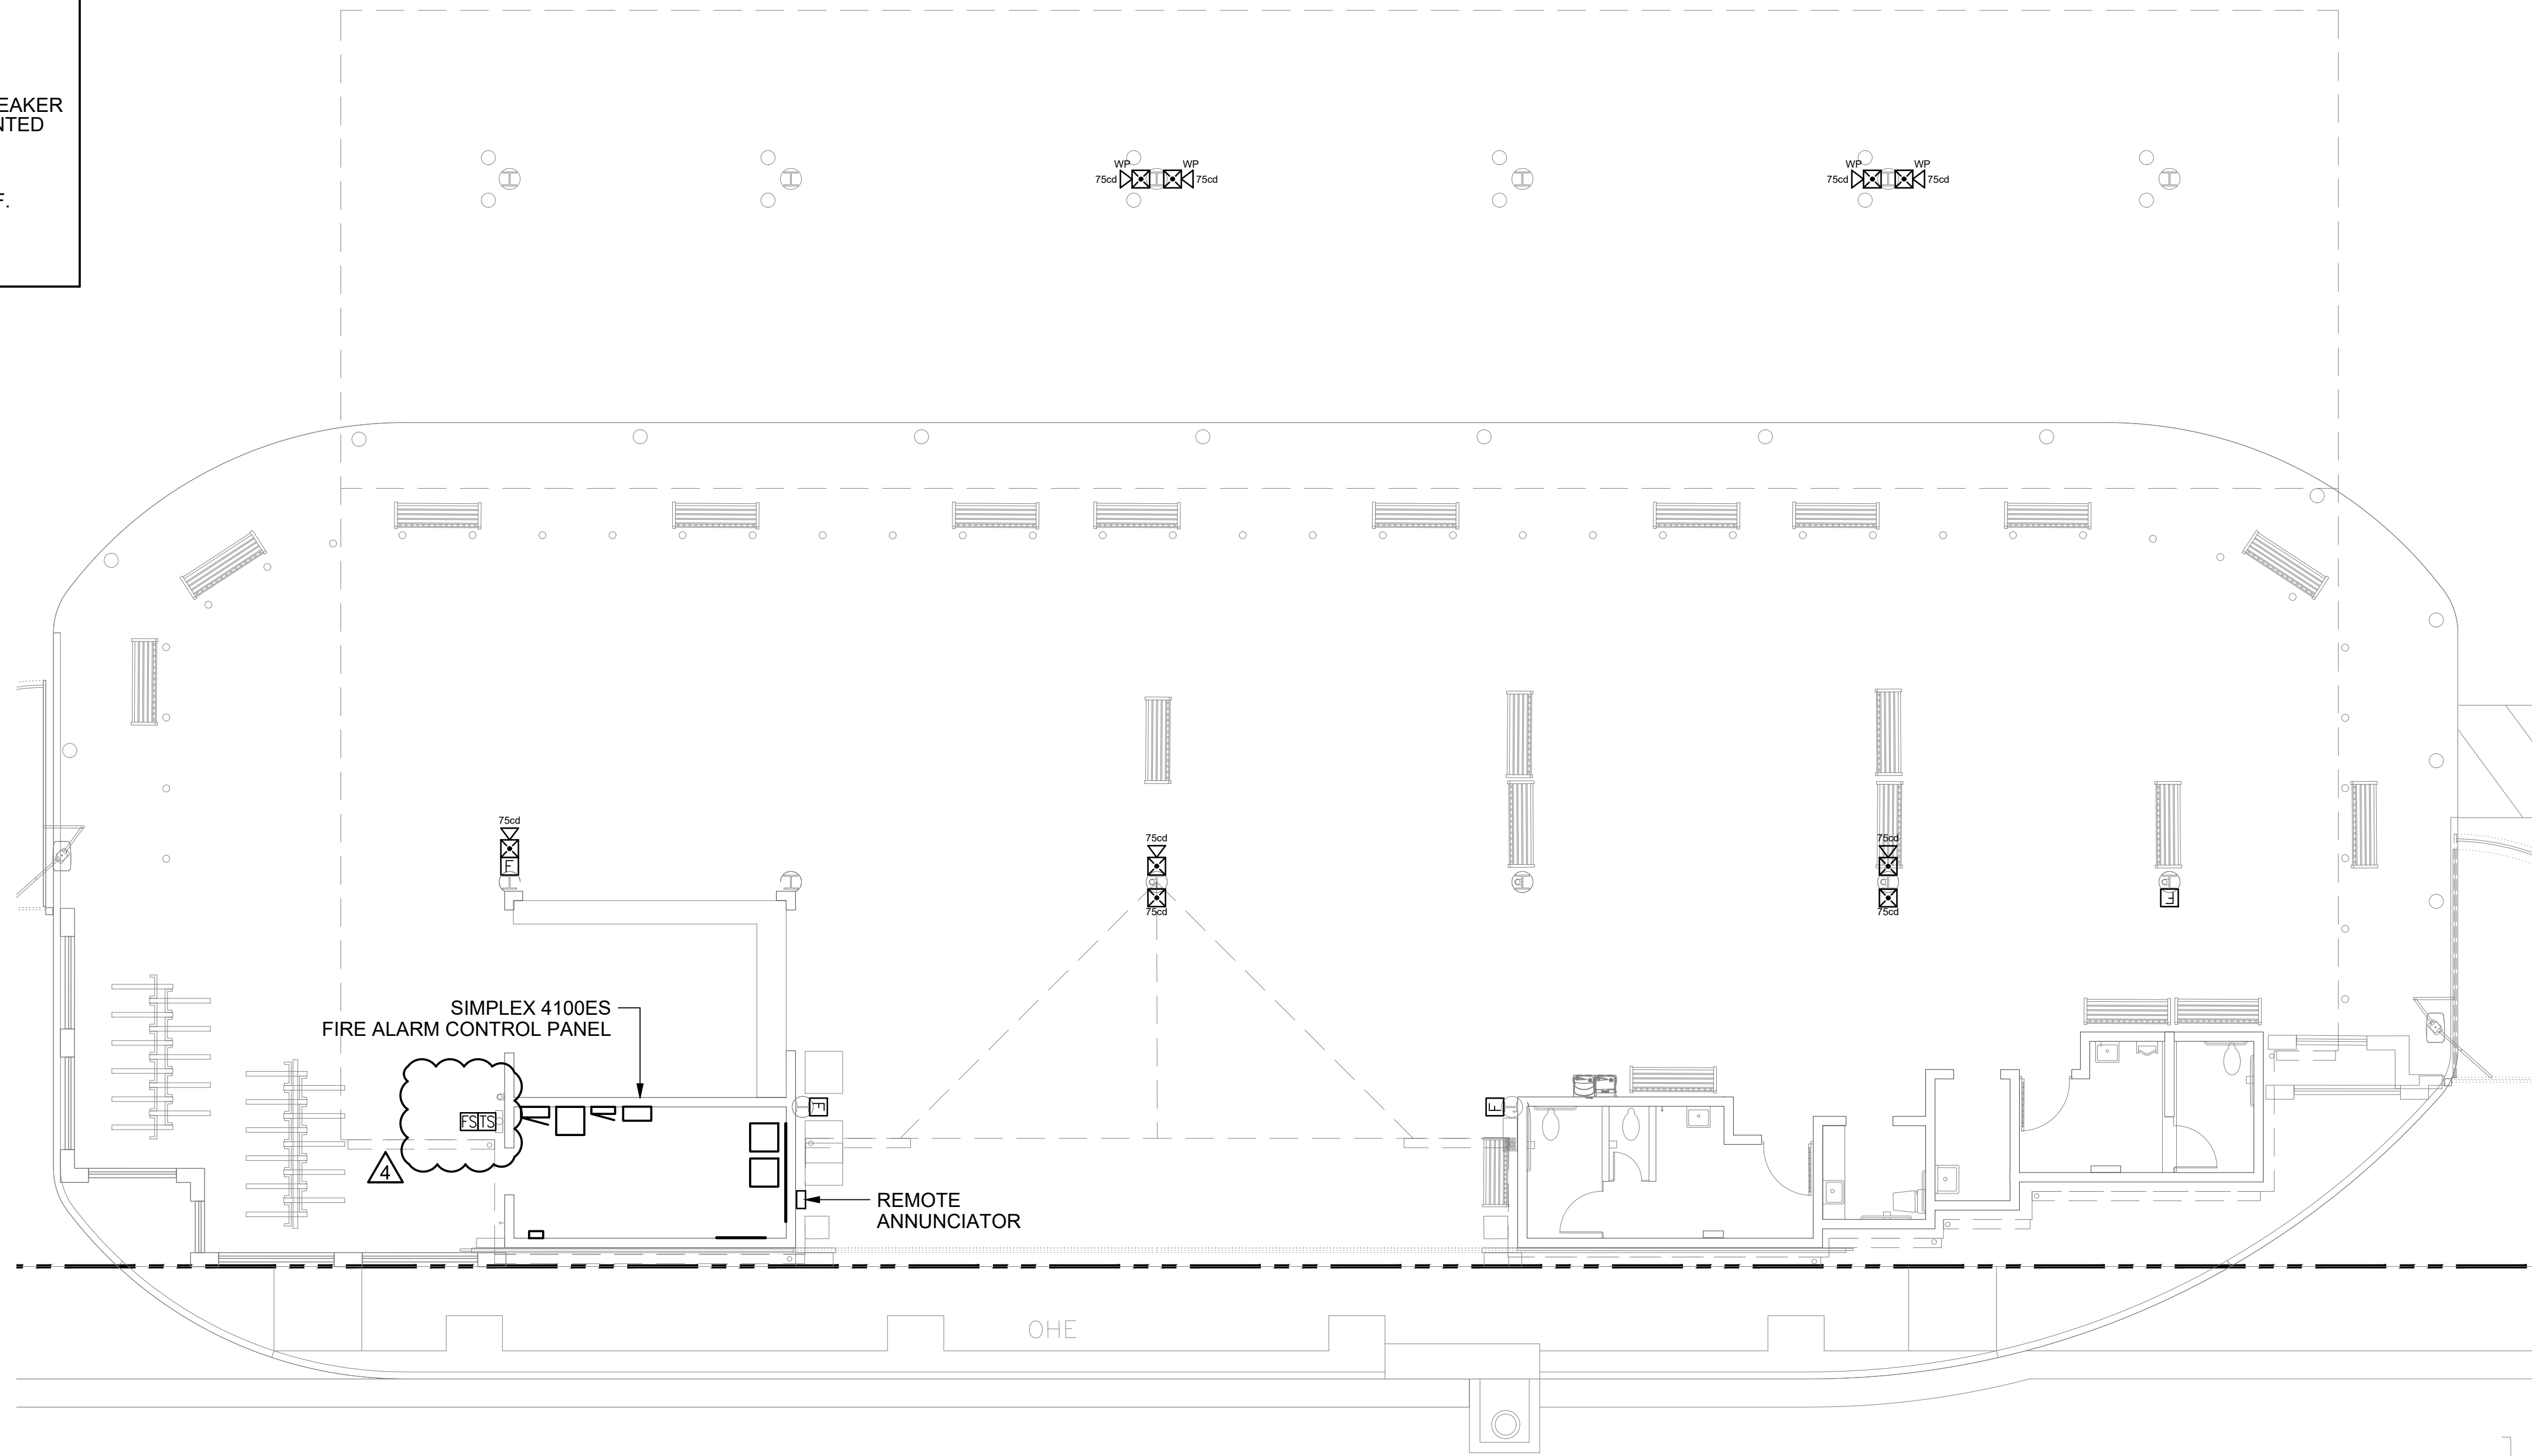 EAKER
NTED
F.
WP
WP
75cd
75cd
WP
WP
75cd
75cd
75cd
F
75cd
75cd
75cd
75cd
F
SIMPLEX 4100ES
FIRE ALARM CONTROL PANEL
FS TS
F
F
4
REMOTE
ANNUNCIATOR
OHE